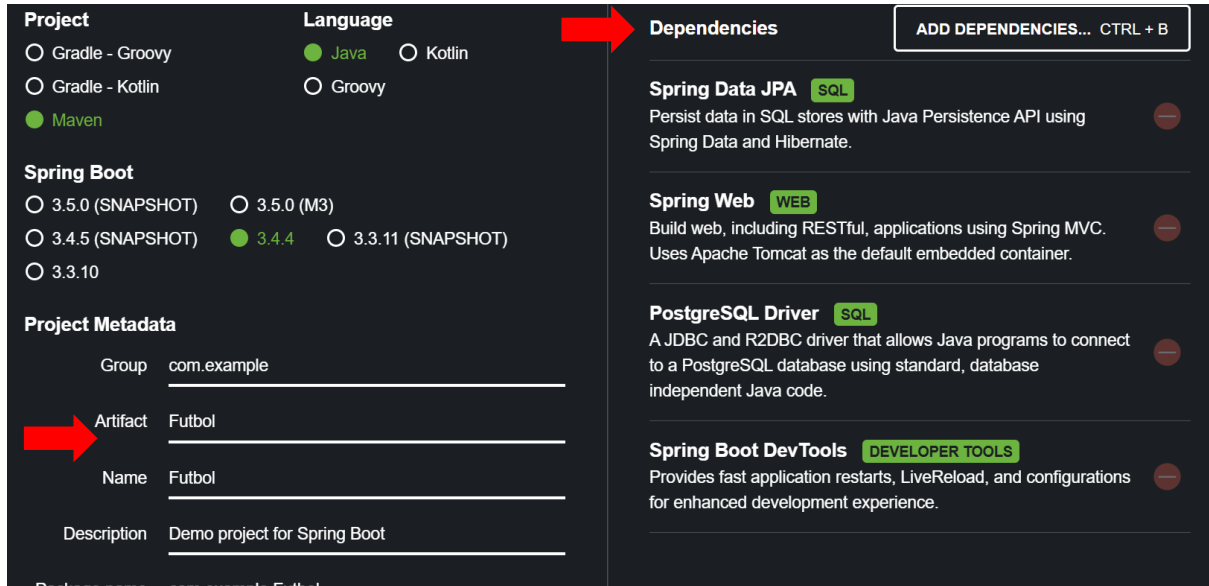 Project
Language
Gradle - Groovy
Java
Kotlin
Gradle - Kotlin
Groovy
Maven
Spring Boot
3.5.0 (SNAPSHOT)
3.5.0 (M3)
3.4.5 (SNAPSHOT)
3.4.4
3.3.11 (SNAPSHOT)
3.3.10
Project Metadata
Group com.example
Artifact Futbol
Name Futbol
Description Demo project for Spring Boot
Dependencies
ADD DEPENDENCIES... CTRL + B
Spring Data JPA SQL
Persist data in SQL stores with Java Persistence API using
Spring Data and Hibernate.
Spring Web WEB
Build web, including RESTful, applications using Spring MVC.
Uses Apache Tomcat as the default embedded container.
PostgreSQL Driver SQL
A JDBC and R2DBC driver that allows Java programs to connect
to a PostgreSQL database using standard, database
independent Java code.
Spring Boot DevTools DEVELOPER TOOLS
Provides fast application restarts, LiveReload, and configurations
for enhanced development experience.